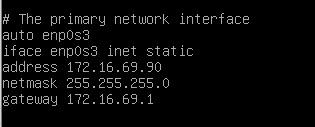 # The primary network interface
auto enp0s3
iface enp0s3 inet static
address 172.16.69.90
netmask 255.255.255.0
gateway 172.16.69.1